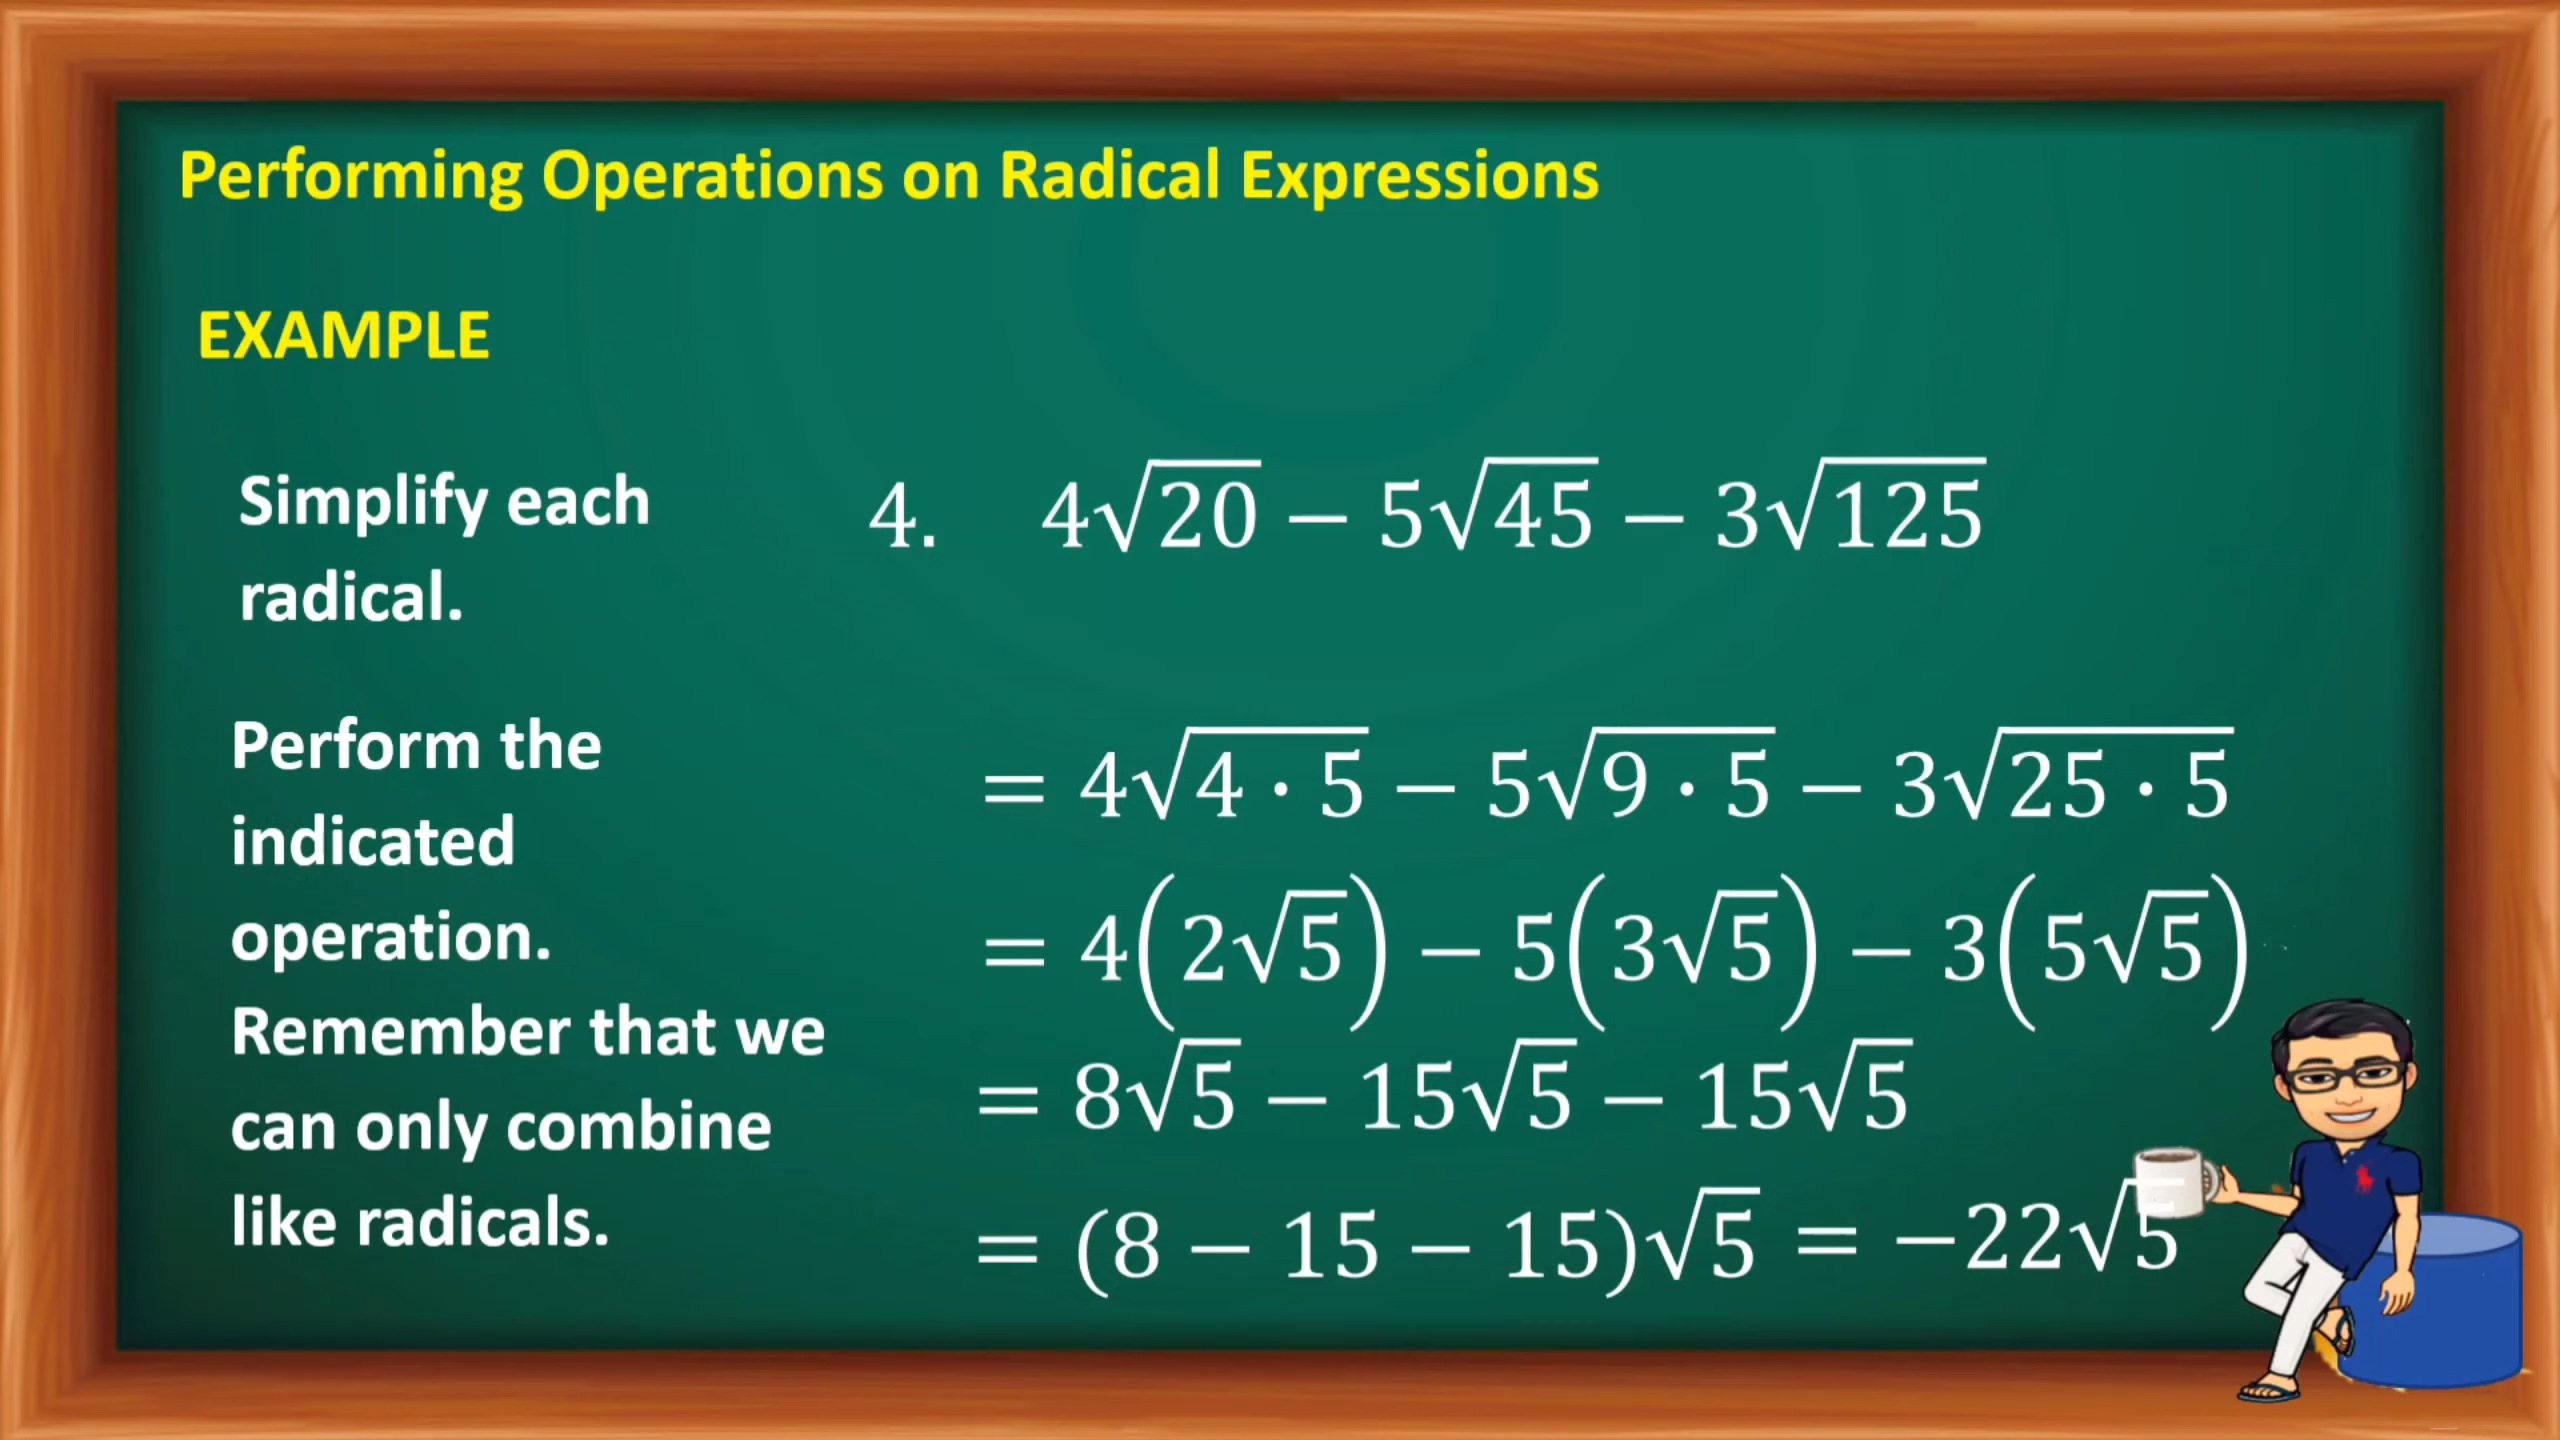 Performing Operations on Radical Expressions
EXAMPLE
Simplify each
radical.
4. 4√20 − 5√45 − 3√125
Perform the
indicated
operation.
Remember that we
can only combine
like radicals.
= 4√(4 · 5) − 5√(9 · 5) − 3√(25 · 5)
= 4(2√5) − 5(3√5) − 3(5√5)
= 8√5 − 15√5 − 15√5
= (8 − 15 − 15)√5 = −22√5